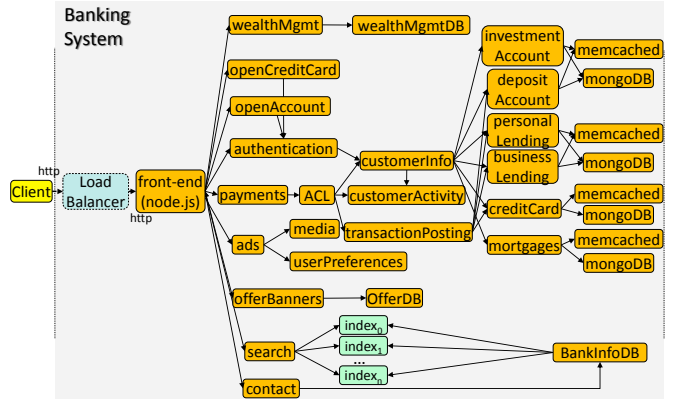 Banking
System
wealthMgmt
wealthMgmtDB
investment
Account
memcached
openCreditCard
deposit
Account
mongoDB
openAccount
personal
Lending
memcached
authentication
customerInfo
business
Lending
mongoDB
http
Client
Load
Balancer
http
front-end
(node.js)
payments
ACL
customerActivity
creditCard
memcached
mongoDB
media
transactionPosting
ads
userPreferences
mortgages
memcached
mongoDB
offerBanners
OfferDB
index0
search
index1
...
indexn
BankInfoDB
contact